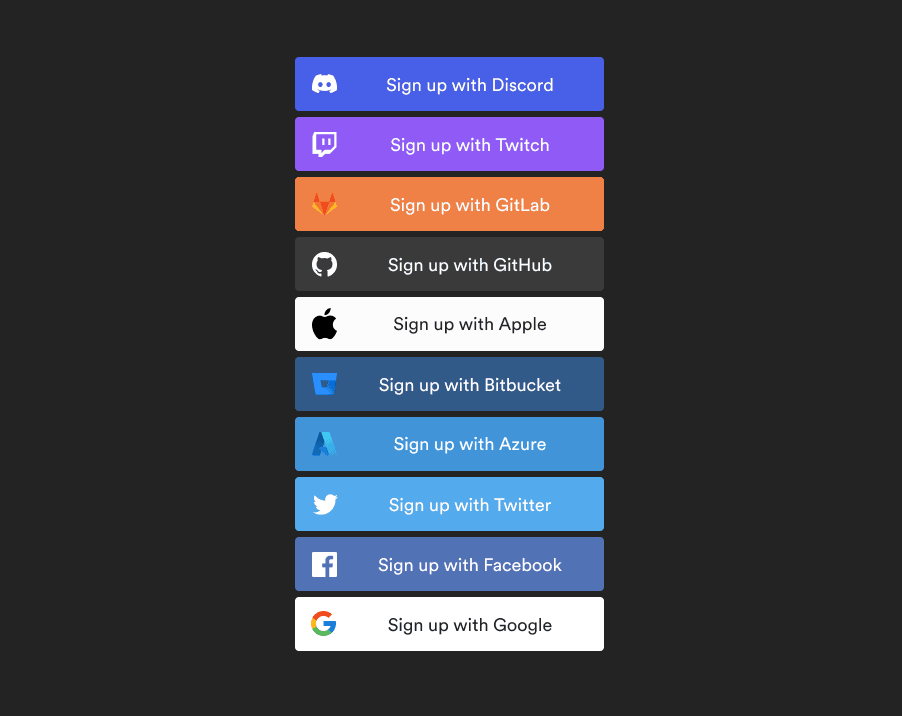 Sign up with Discord
Sign up with Twitch
Sign up with GitLab
Sign up with GitHub
Sign up with Apple
Sign up with Bitbucket
Sign up with Azure
Sign up with Twitter
Sign up with Facebook
Sign up with Google